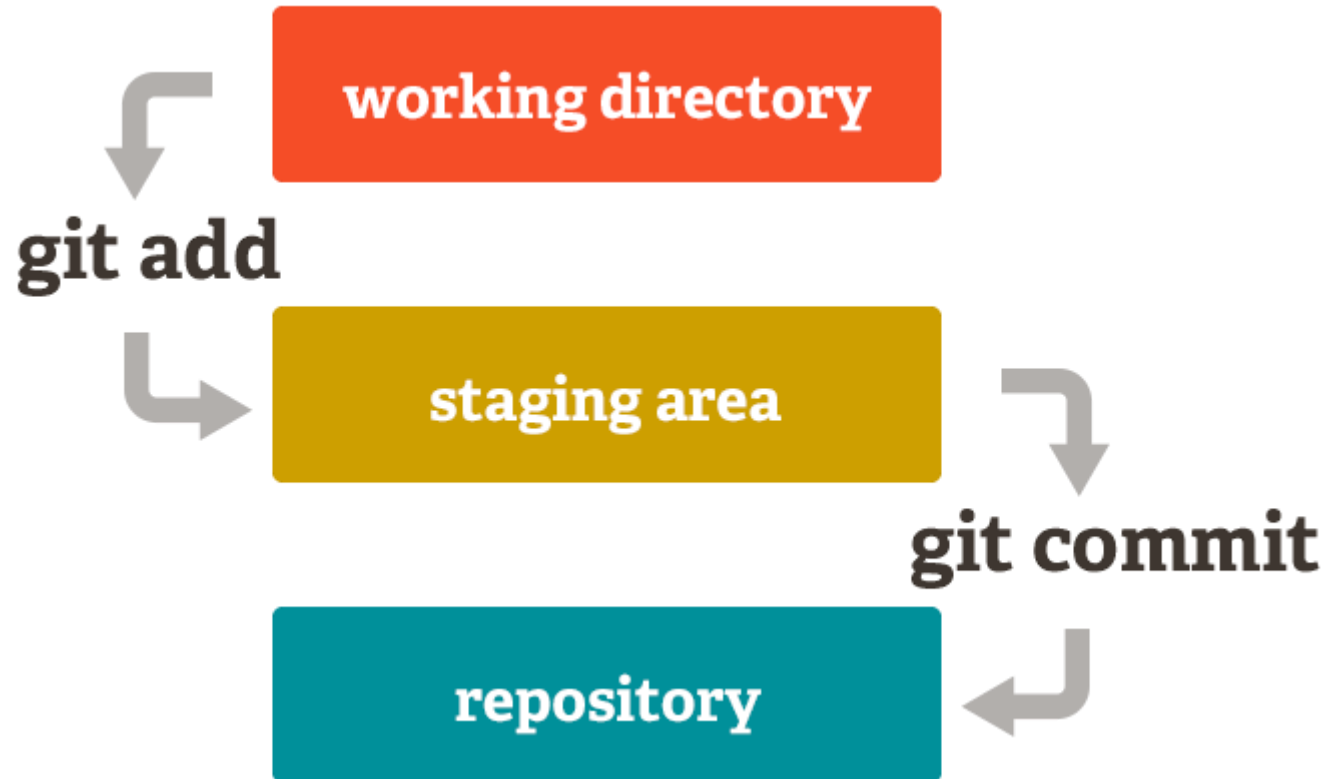 working directory
git add
staging area
git commit
repository